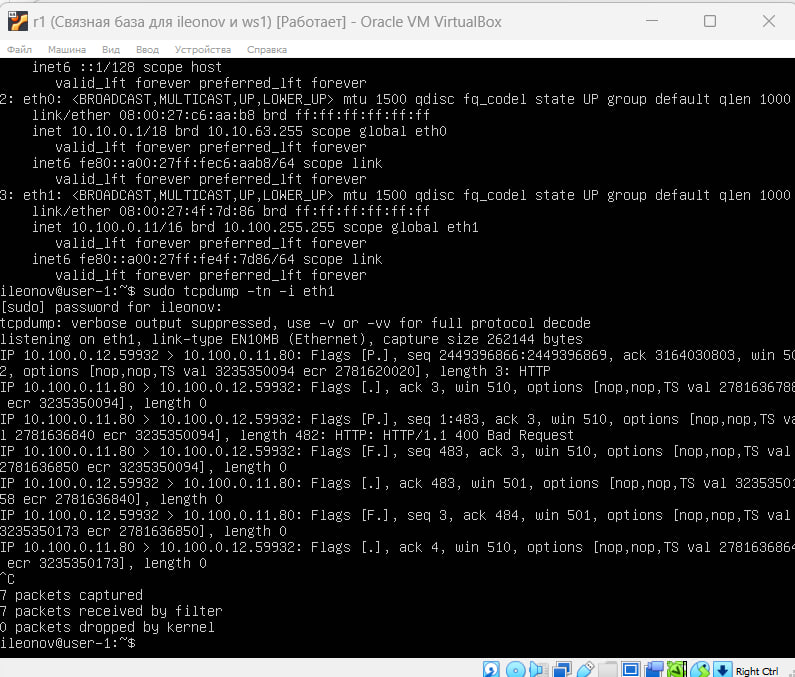 r1 (Связная база для ileonov и ws1) [Работает] - Oracle VM VirtualBox
Файл Машина Вид Ввод Устройства Справка
inet6 ::1/128 scope host
valid_lft forever preferred_lft forever
2: eth0: <BROADCAST,MULTICAST,UP,LOWER_UP> mtu 1500 qdisc fq_codel state UP group default qlen 1000
link/ether 08:00:27:c6:aa:b8 brd ff:ff:ff:ff:ff:ff
inet 10.10.0.1/18 brd 10.10.63.255 scope global eth0
valid_lft forever preferred_lft forever
inet6 fe80::a00:27ff:fec6:aab8/64 scope link
valid_lft forever preferred_lft forever
3: eth1: <BROADCAST,MULTICAST,UP,LOWER_UP> mtu 1500 qdisc fq_codel state UP group default qlen 1000
link/ether 08:00:27:4f:7d:86 brd ff:ff:ff:ff:ff:ff
inet 10.100.0.11/16 brd 10.100.255.255 scope global eth1
valid_lft forever preferred_lft forever
inet6 fe80::a00:27ff:fe4f:7d86/64 scope link
valid_lft forever preferred_lft forever
ileonov@user-1:~$ sudo tcpdump -tn -i eth1
[sudo] password for ileonov:
tcpdump: verbose output suppressed, use -v or -vv for full protocol decode
listening on eth1, link-type EN10MB (Ethernet), capture size 262144 bytes
IP 10.100.0.12.59932 > 10.100.0.11.80: Flags [P.], seq 2449396866:2449396869, ack 3164030803, win 50
2, options [nop,nop,TS val 3235350094 ecr 2781620020], length 3: HTTP
IP 10.100.0.11.80 > 10.100.0.12.59932: Flags [.], ack 3, win 510, options [nop,nop,TS val 2781636788
ecr 3235350094], length 0
IP 10.100.0.11.80 > 10.100.0.12.59932: Flags [P.], seq 1:483, ack 3, win 510, options [nop,nop,TS va
l 2781636840 ecr 3235350094], length 482: HTTP: HTTP/1.1 400 Bad Request
IP 10.100.0.11.80 > 10.100.0.12.59932: Flags [F.], seq 483, ack 3, win 510, options [nop,nop,TS val
2781636850 ecr 3235350094], length 0
IP 10.100.0.12.59932 > 10.100.0.11.80: Flags [.], ack 483, win 501, options [nop,nop,TS val 32353501
58 ecr 2781636840], length 0
IP 10.100.0.12.59932 > 10.100.0.11.80: Flags [F.], seq 3, ack 484, win 501, options [nop,nop,TS val
3235350173 ecr 2781636850], length 0
IP 10.100.0.11.80 > 10.100.0.12.59932: Flags [.], ack 4, win 510, options [nop,nop,TS val 2781636864
ecr 3235350173], length 0
^C
7 packets captured
7 packets received by filter
0 packets dropped by kernel
ileonov@user-1:~$
Right Ctrl